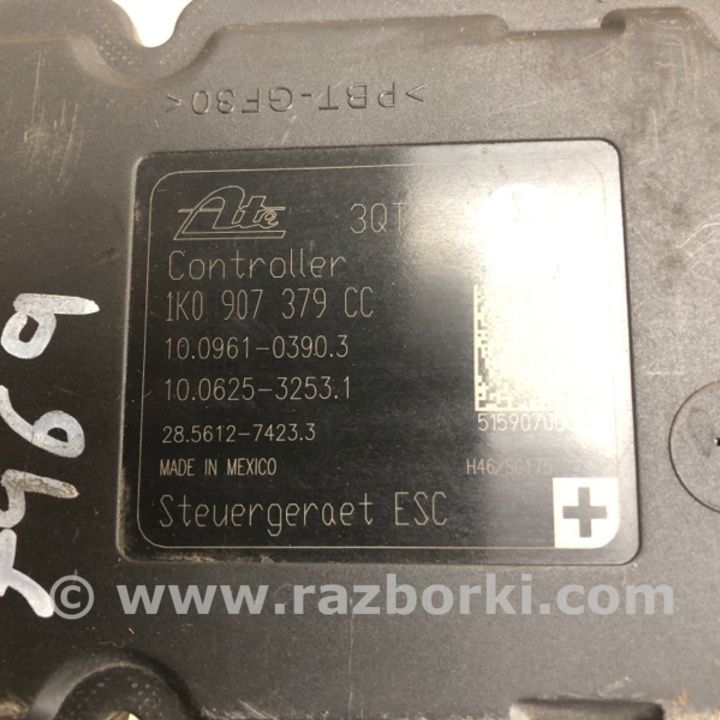 >PBT-GF30<
Ate 3QT
Controller
1K0 907 379 CC
10.0961-0390.3
10.0625-3253.1
28.5612-7423.3
MADE IN MEXICO H46/
Steuergeraet ESC
© www.razborki.com